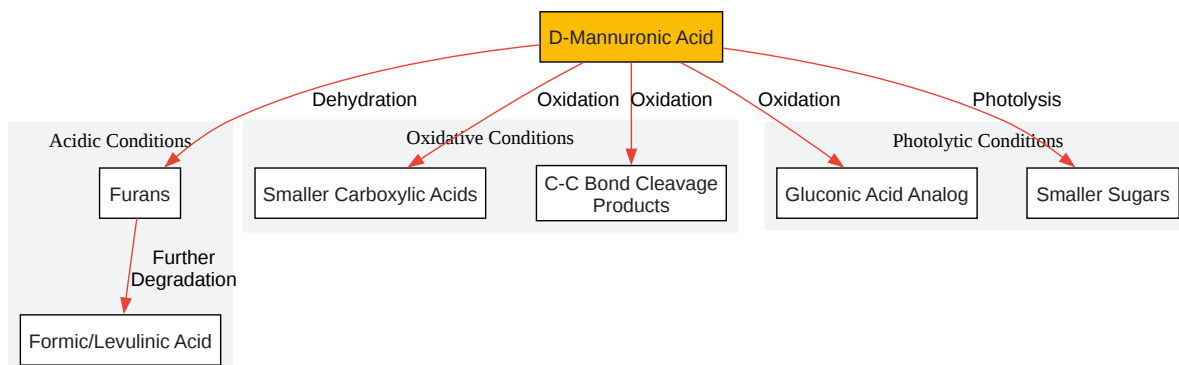 D-Mannuronic Acid
Dehydration
Oxidation
Oxidation
Oxidation
Photolysis
Acidic Conditions
Oxidative Conditions
Photolytic Conditions
Furans
Smaller Carboxylic Acids
C-C Bond Cleavage
Products
Gluconic Acid Analog
Smaller Sugars
Further
Degradation
Formic/Levulinic Acid